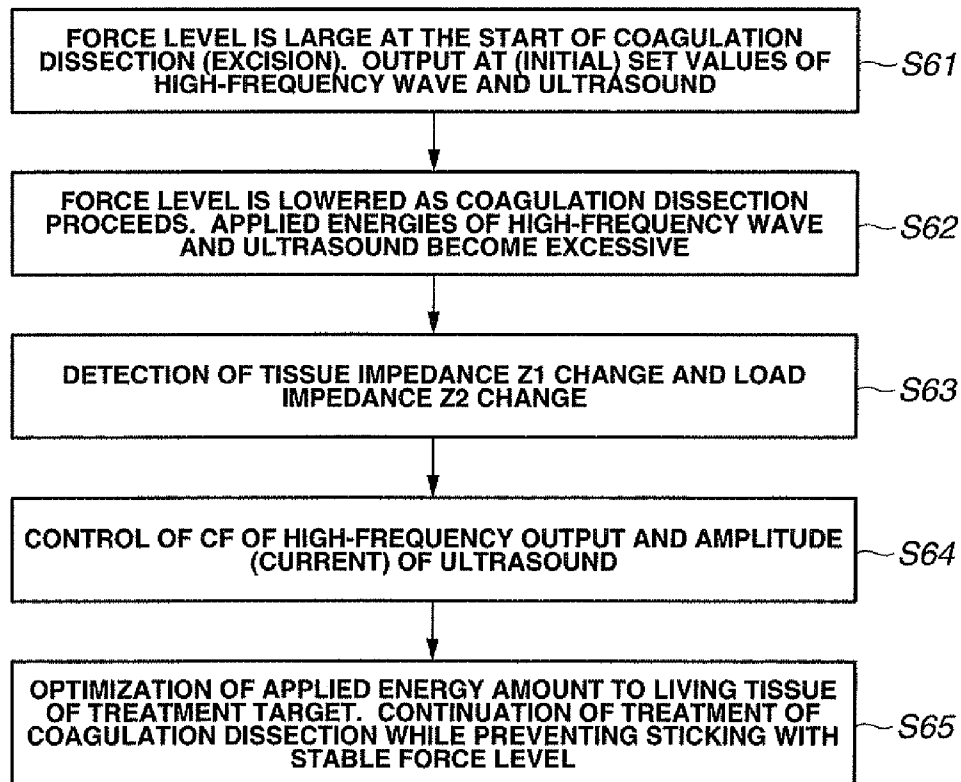 FORCE LEVEL IS LARGE AT THE START OF COAGULATION
DISSECTION (EXCISION). OUTPUT AT (INITIAL) SET VALUES OF
HIGH-FREQUENCY WAVE AND ULTRASOUND
S61
FORCE LEVEL IS LOWERED AS COAGULATION DISSECTION
PROCEEDS. APPLIED ENERGIES OF HIGH-FREQUENCY WAVE
AND ULTRASOUND BECOME EXCESSIVE
S62
DETECTION OF TISSUE IMPEDANCE Z1 CHANGE AND LOAD
IMPEDANCE Z2 CHANGE
S63
CONTROL OF CF OF HIGH-FREQUENCY OUTPUT AND AMPLITUDE
(CURRENT) OF ULTRASOUND
S64
OPTIMIZATION OF APPLIED ENERGY AMOUNT TO LIVING TISSUE
OF TREATMENT TARGET. CONTINUATION OF TREATMENT OF
COAGULATION DISSECTION WHILE PREVENTING STICKING WITH
STABLE FORCE LEVEL
S65